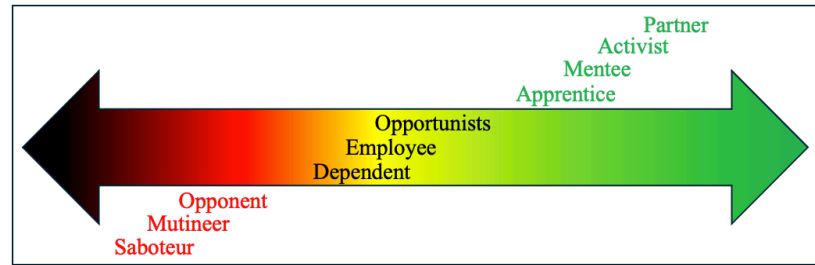 Partner
Activist
Mentee
Apprentice
Opportunists
Employee
Dependent
Opponent
Mutineer
Saboteur